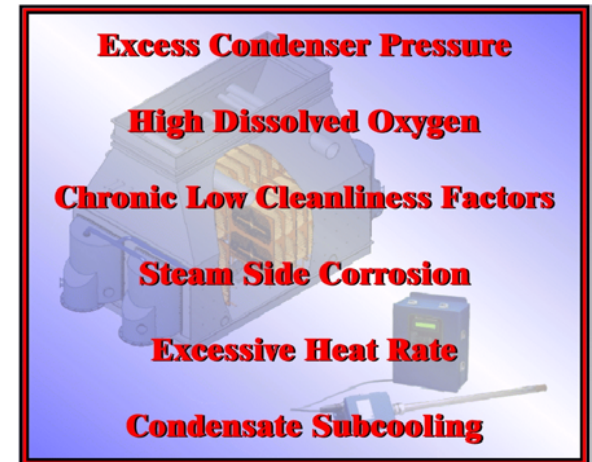 Excess Condenser Pressure
High Dissolved Oxygen
Chronic Low Cleanliness Factors
Steam Side Corrosion
Excessive Heat Rate
Condensate Subcooling